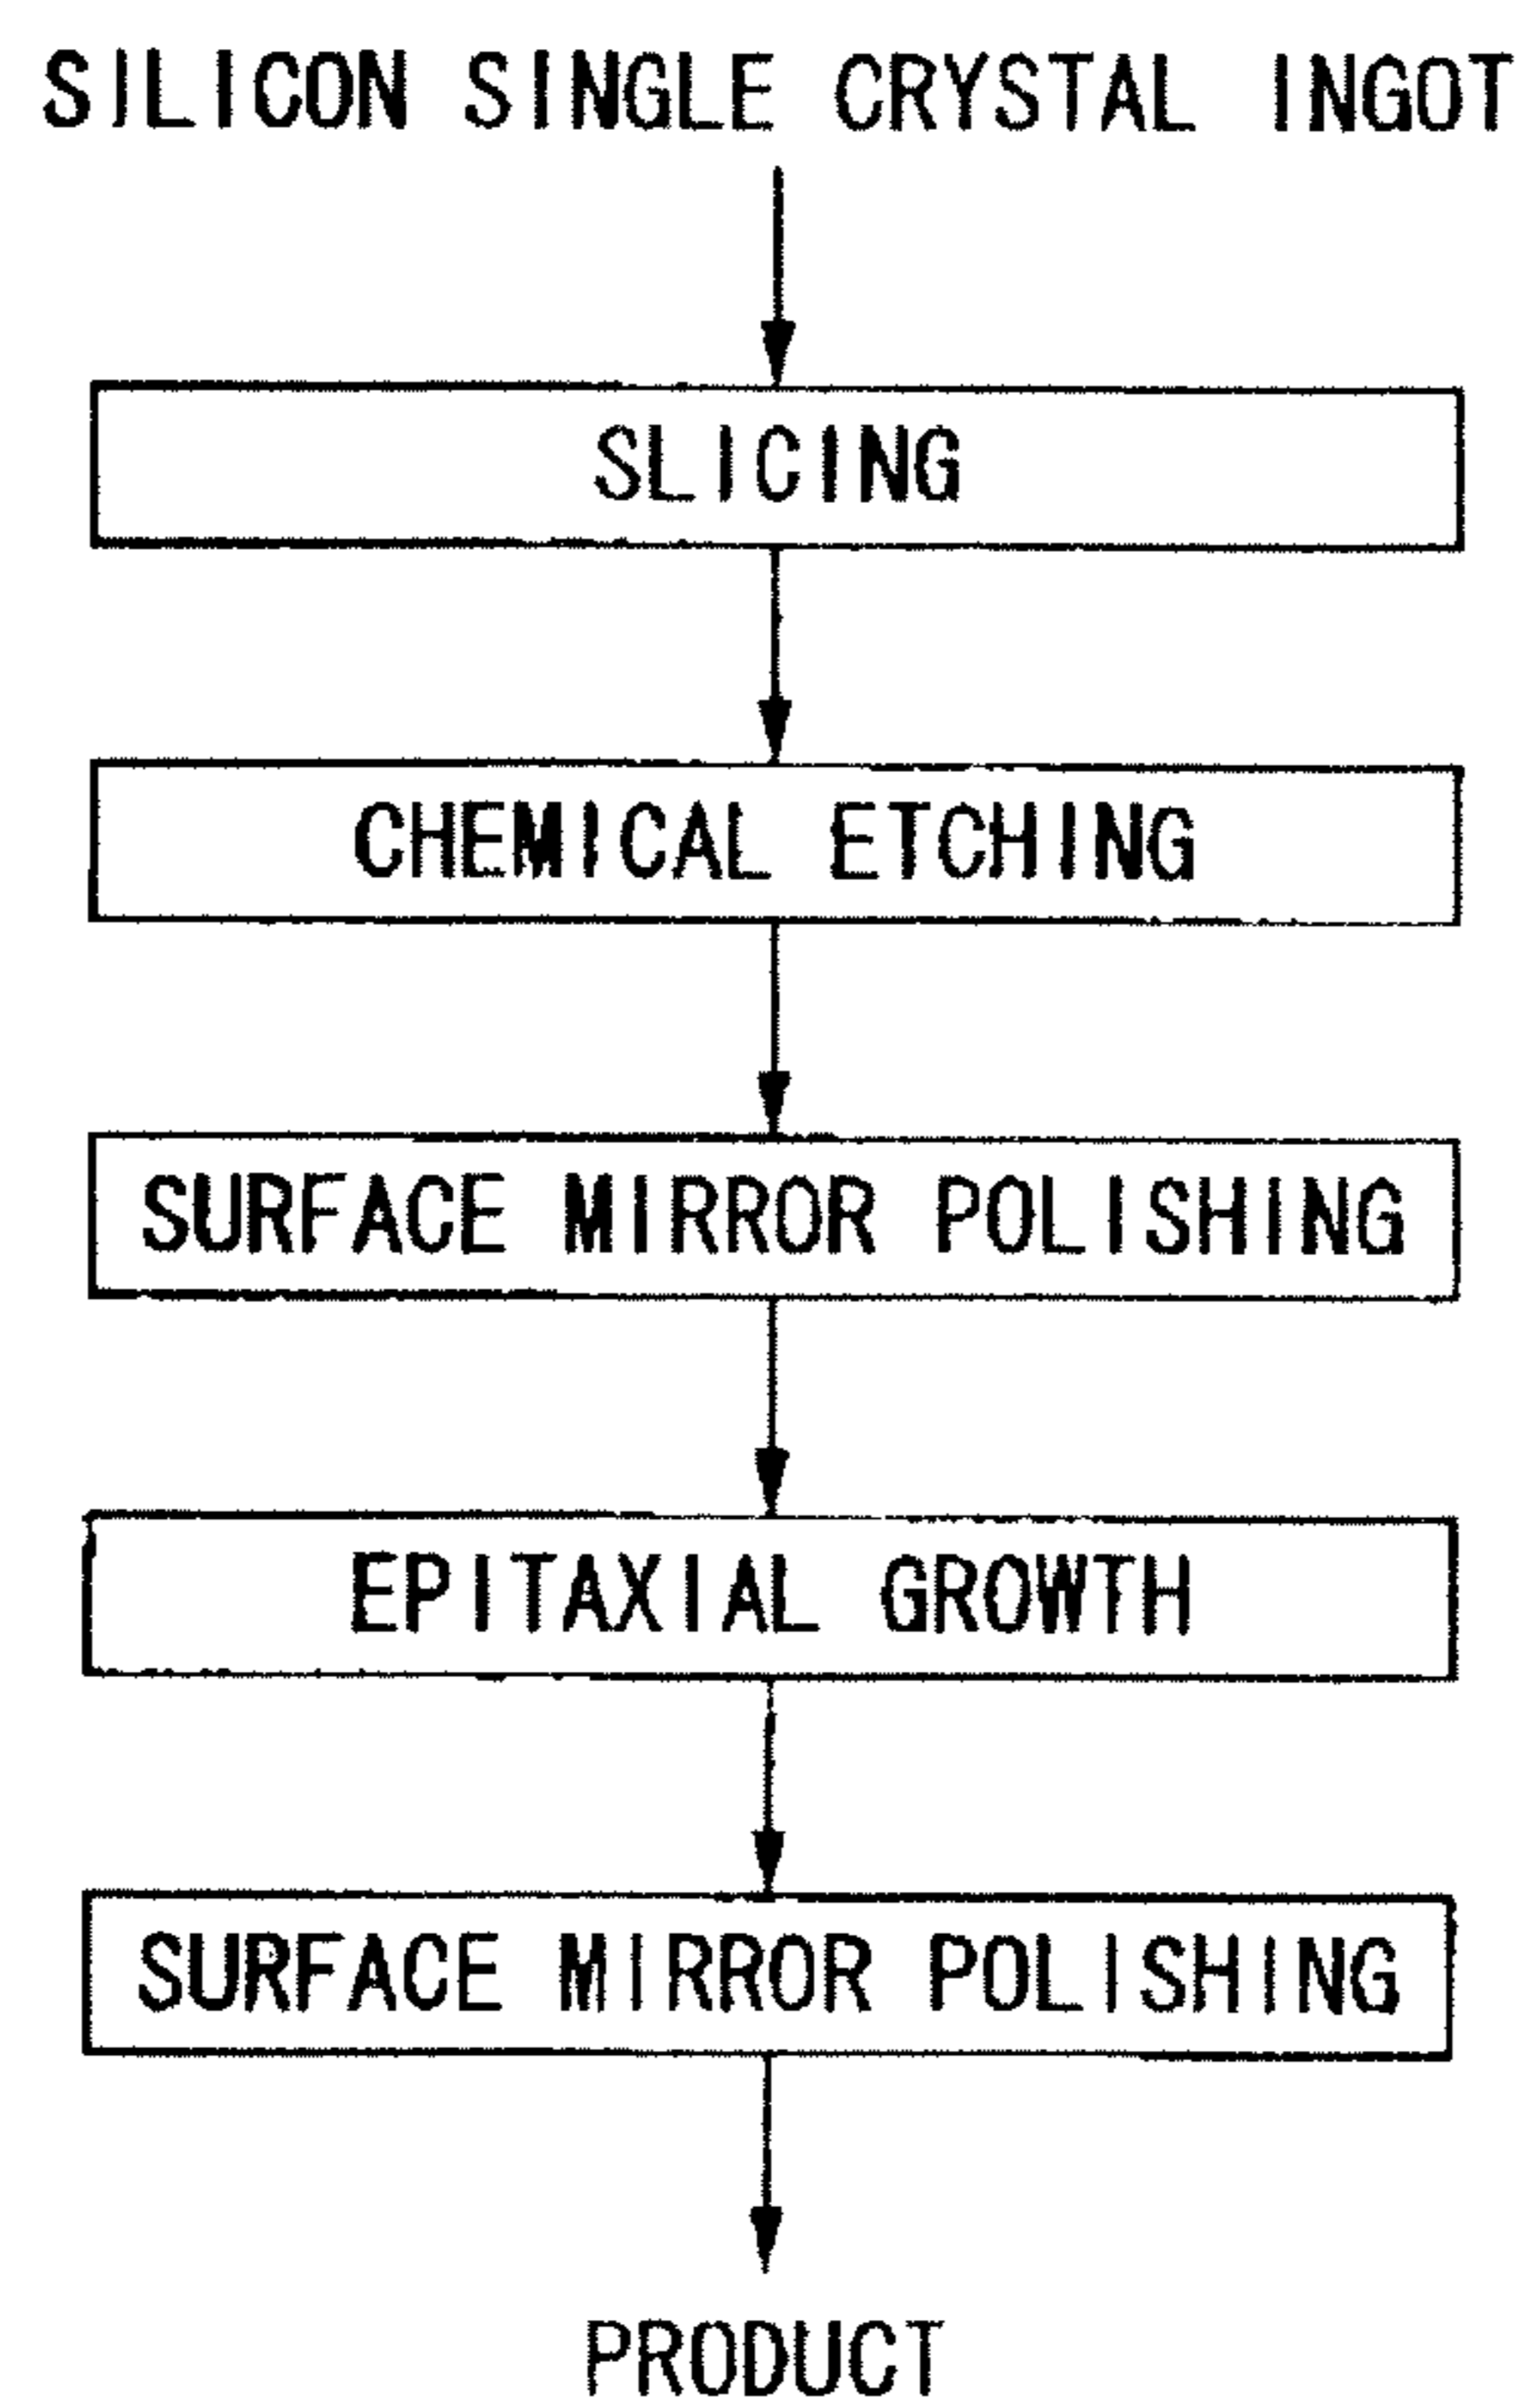 SILICON SINGLE CRYSTAL INGOT
SLICING
CHEMICAL ETCHING
SURFACE MIRROR POLISHING
EPITAXIAL GROWTH
SURFACE MIRROR POLISHING
PRODUCT